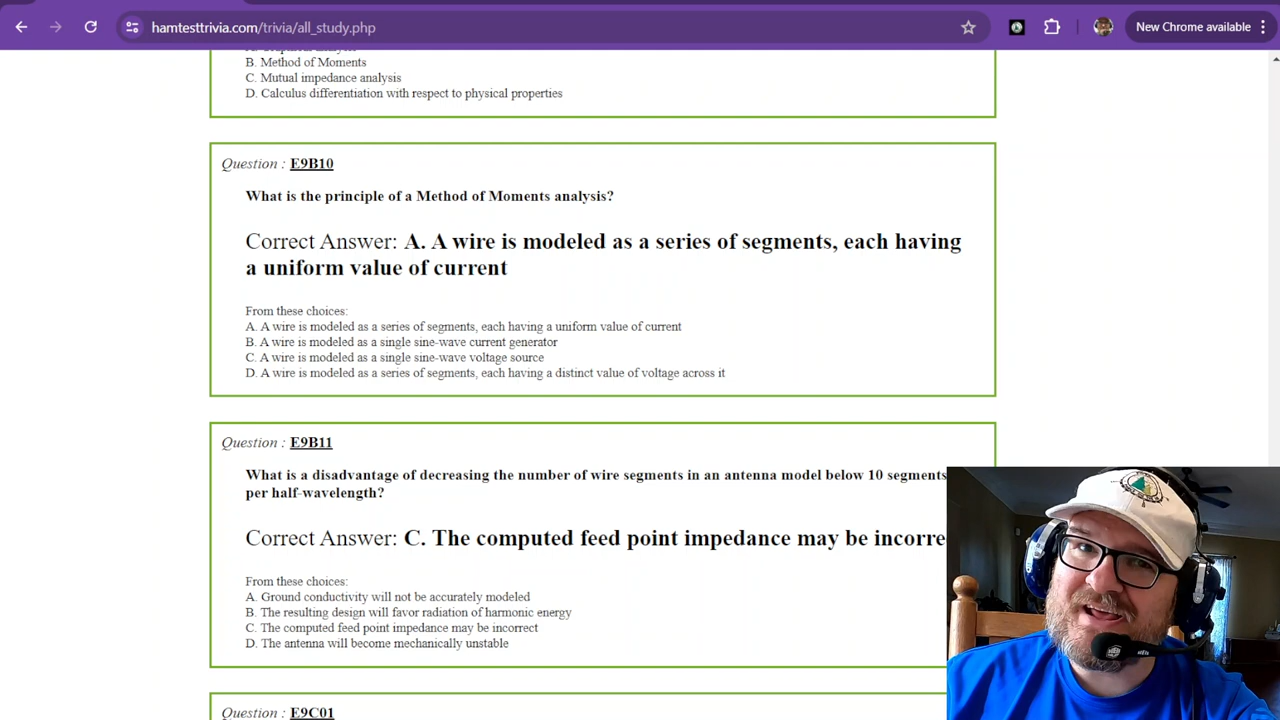 hamtesttrivia.com/trivia/all_study.php
New Chrome available
B. Method of Moments
C. Mutual impedance analysis
D. Calculus differentiation with respect to physical properties
Question : E9B10
What is the principle of a Method of Moments analysis?
Correct Answer: A. A wire is modeled as a series of segments, each having
a uniform value of current
From these choices:
A. A wire is modeled as a series of segments, each having a uniform value of current
B. A wire is modeled as a single sine-wave current generator
C. A wire is modeled as a single sine-wave voltage source
D. A wire is modeled as a series of segments, each having a distinct value of voltage across it
Question : E9B11
What is a disadvantage of decreasing the number of wire segments in an antenna model below 10 segments
per half-wavelength?
Correct Answer: C. The computed feed point impedance may be incorre
From these choices:
A. Ground conductivity will not be accurately modeled
B. The resulting design will favor radiation of harmonic energy
C. The computed feed point impedance may be incorrect
D. The antenna will become mechanically unstable
Question : E9C01